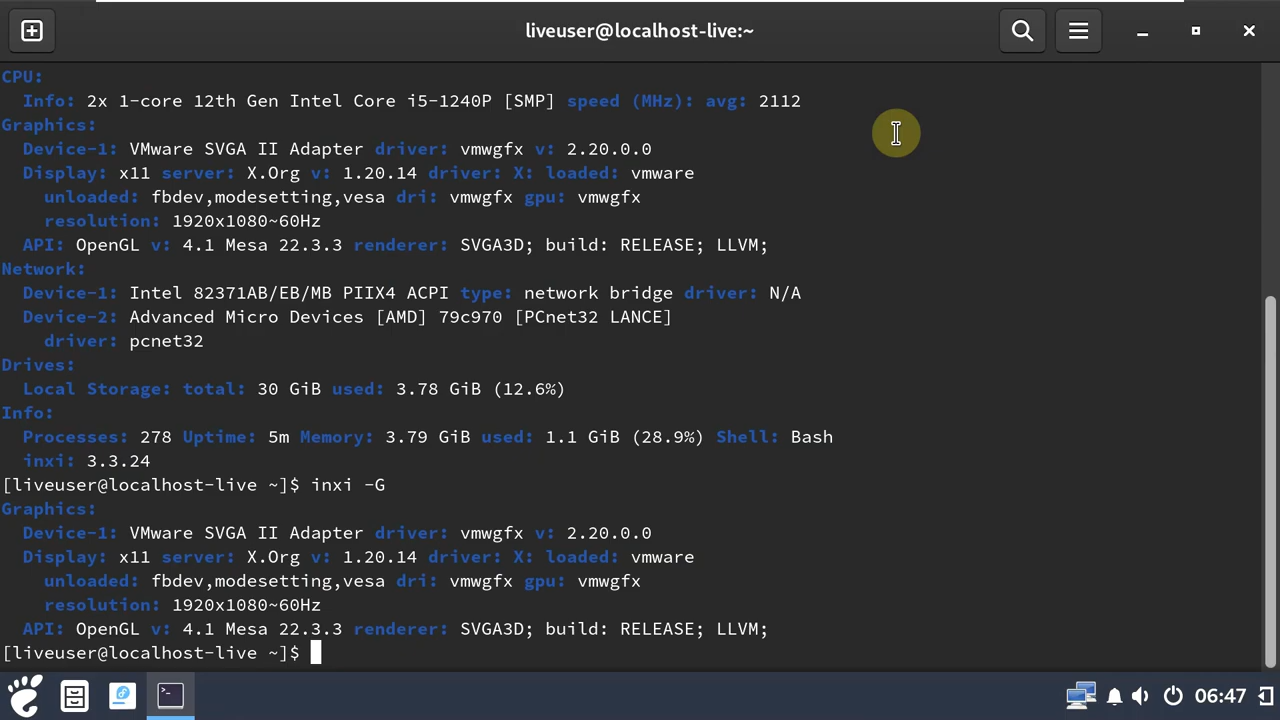 liveuser@localhost-live:~
CPU:
Info: 2x 1-core 12th Gen Intel Core i5-1240P [SMP] speed (MHz): avg: 2112
Graphics:
Device-1: VMware SVGA II Adapter driver: vmwgfx v: 2.20.0.0
Display: x11 server: X.Org v: 1.20.14 driver: X: loaded: vmware
unloaded: fbdev,modesetting,vesa dri: vmwgfx gpu: vmwgfx
resolution: 1920x1080~60Hz
API: OpenGL v: 4.1 Mesa 22.3.3 renderer: SVGA3D; build: RELEASE; LLVM;
Network:
Device-1: Intel 82371AB/EB/MB PIIX4 ACPI type: network bridge driver: N/A
Device-2: Advanced Micro Devices [AMD] 79c970 [PCnet32 LANCE]
driver: pcnet32
Drives:
Local Storage: total: 30 GiB used: 3.78 GiB (12.6%)
Info:
Processes: 278 Uptime: 5m Memory: 3.79 GiB used: 1.1 GiB (28.9%) Shell: Bash
inxi: 3.3.24
[liveuser@localhost-live ~]$ inxi -G
Graphics:
Device-1: VMware SVGA II Adapter driver: vmwgfx v: 2.20.0.0
Display: x11 server: X.Org v: 1.20.14 driver: X: loaded: vmware
unloaded: fbdev,modesetting,vesa dri: vmwgfx gpu: vmwgfx
resolution: 1920x1080~60Hz
API: OpenGL v: 4.1 Mesa 22.3.3 renderer: SVGA3D; build: RELEASE; LLVM;
[liveuser@localhost-live ~]$
06:47